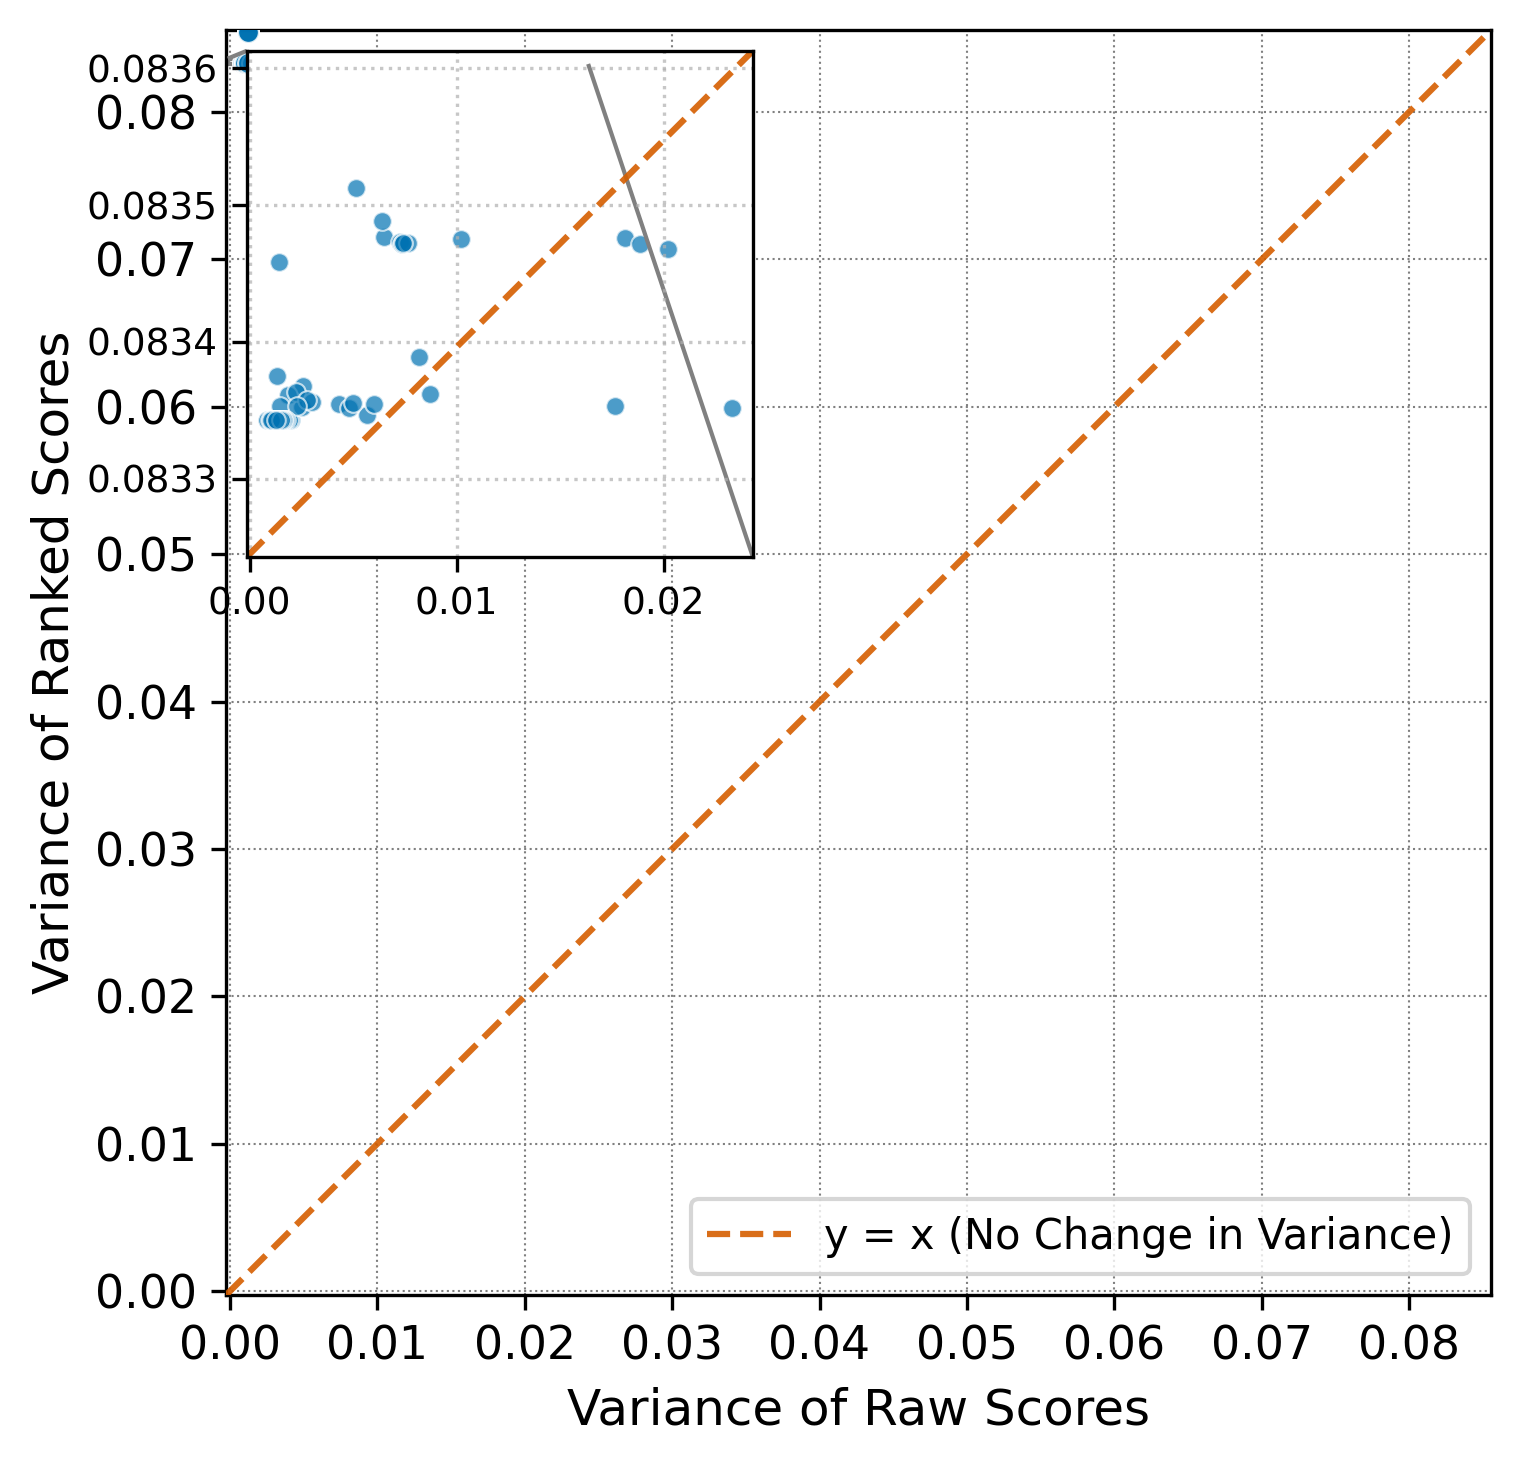 0.0836
0.08
0.0835
0.07
0.0834
0.06
0.0833
0.05
0.00 0.01 0.02
0.04
0.03
0.02
0.01
0.00
Variance of Ranked Scores
y = x (No Change in Variance)
0.00 0.01 0.02 0.03 0.04 0.05 0.06 0.07 0.08
Variance of Raw Scores